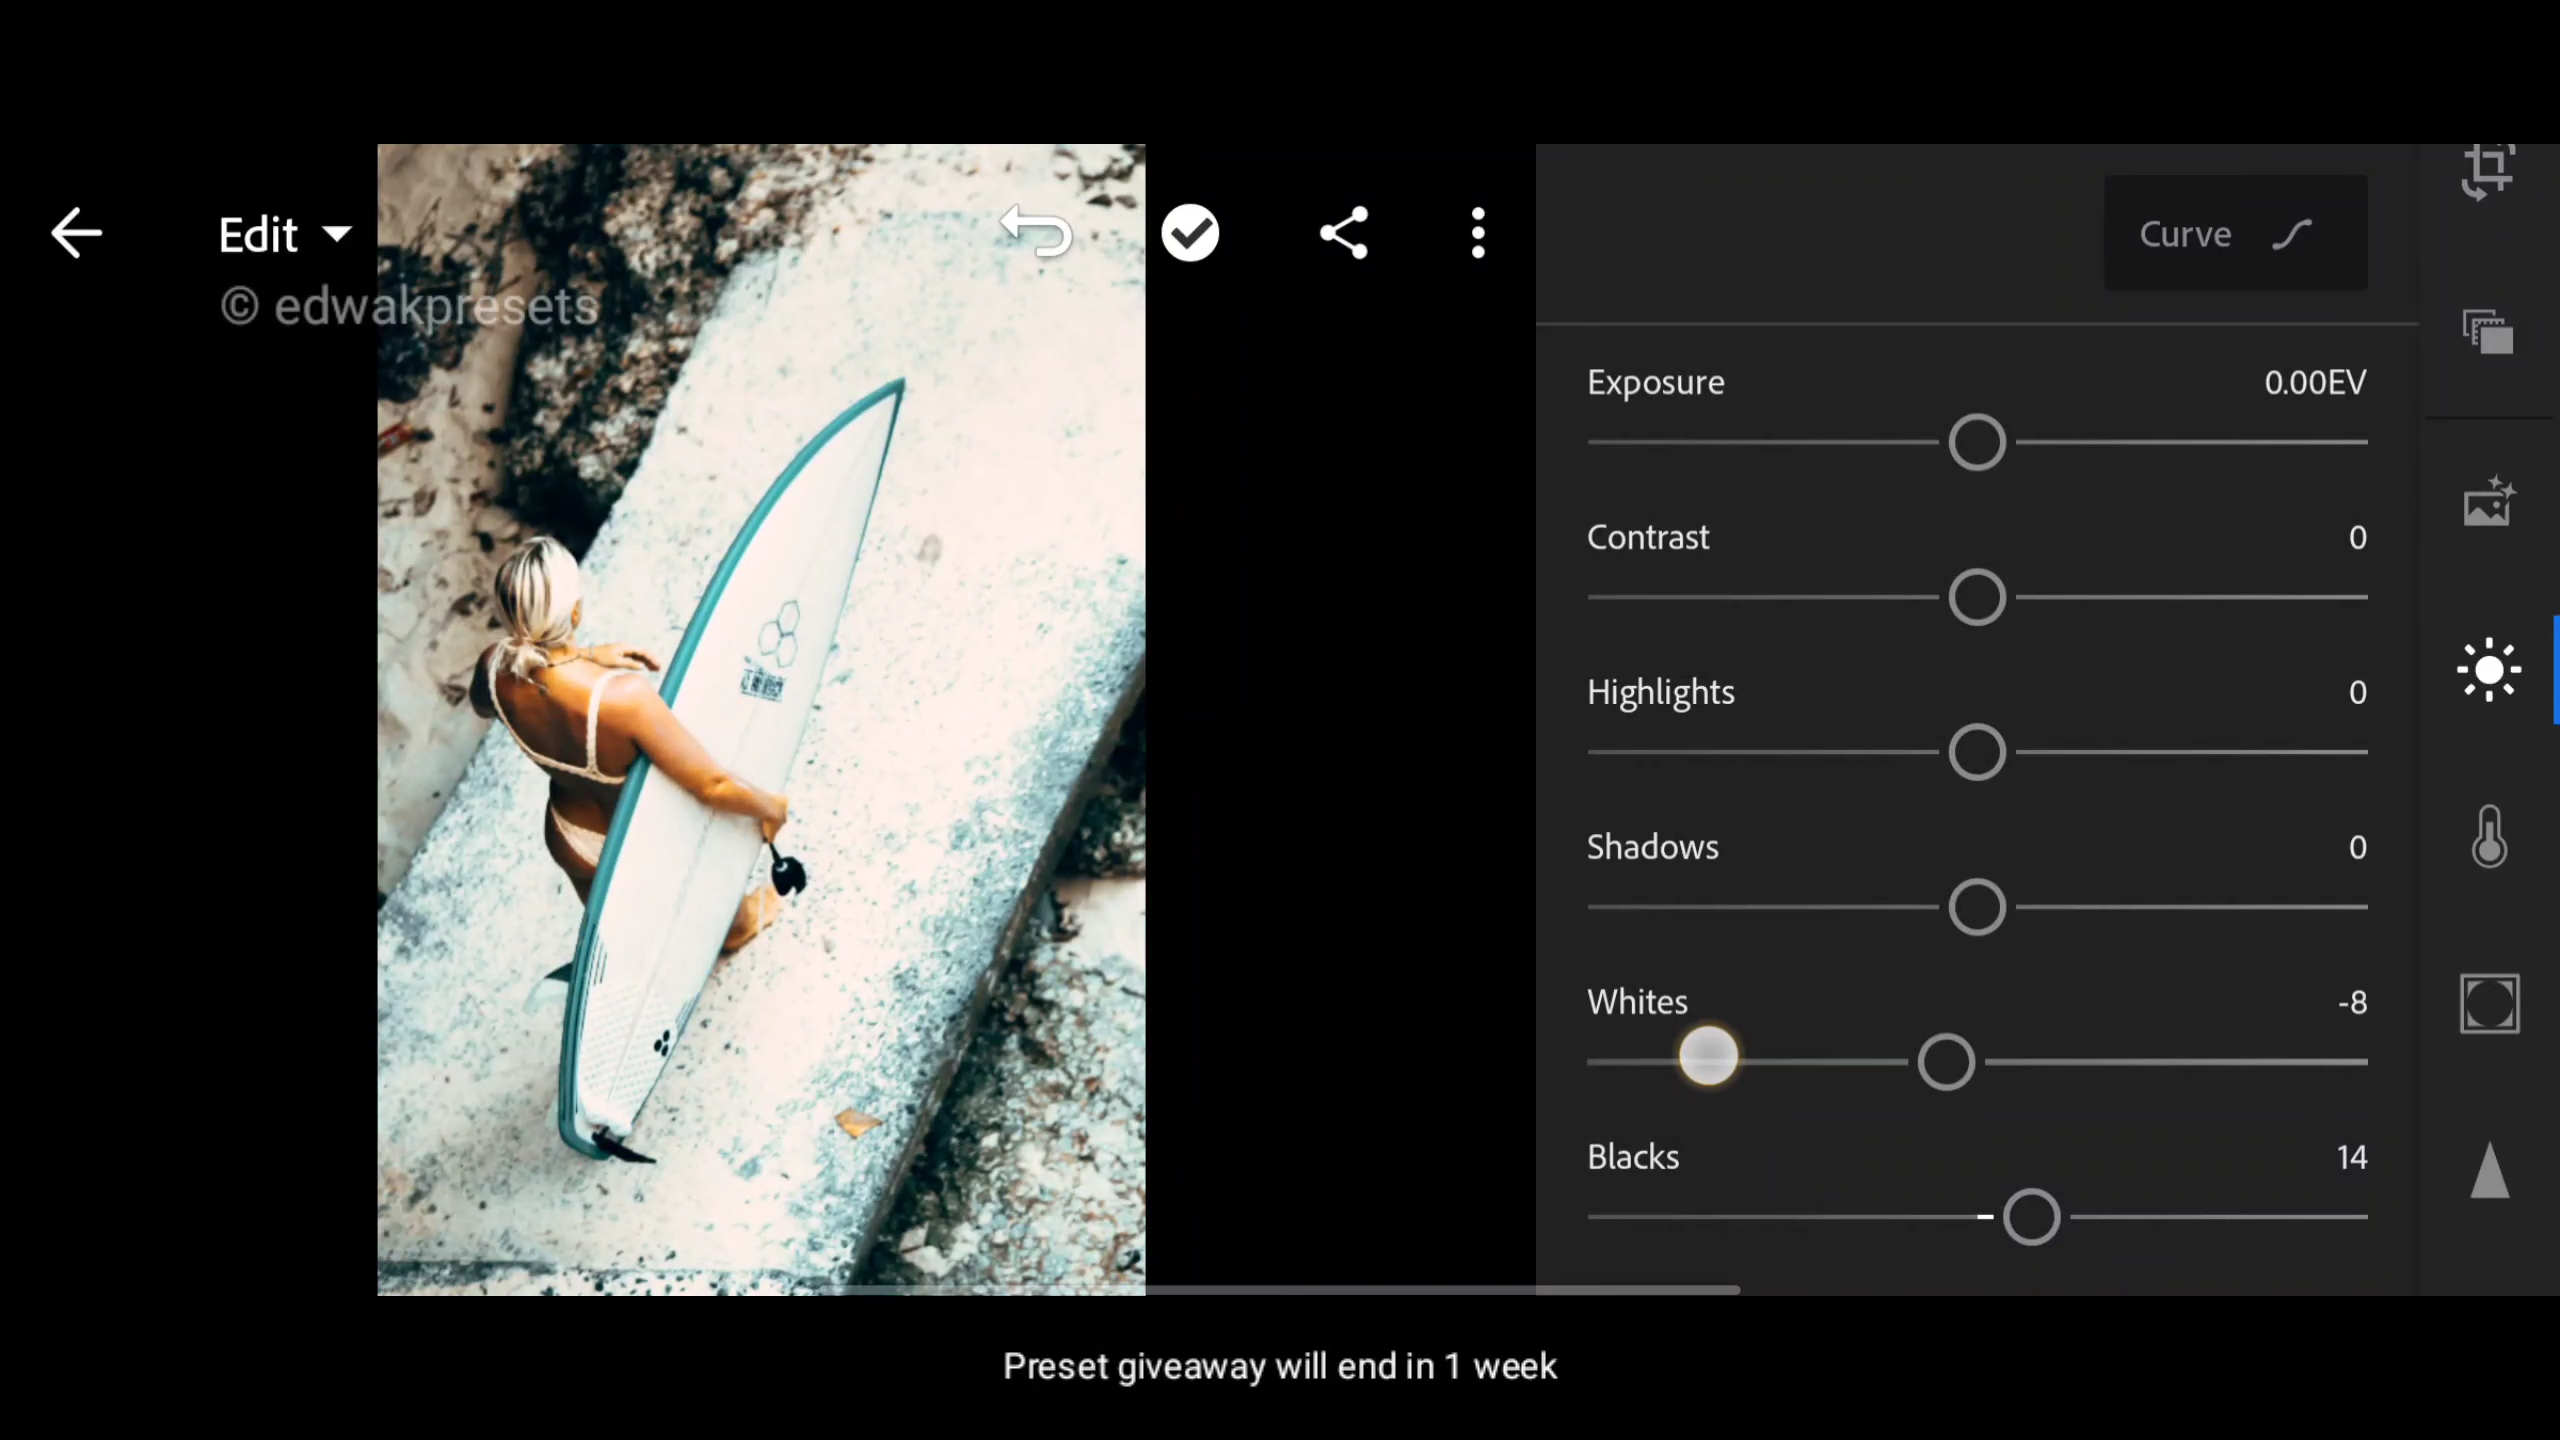 Edit
© edwakpresets
Curve
Exposure 0.00EV
Contrast 0
Highlights 0
Shadows 0
Whites -8
Blacks 14
Preset giveaway will end in 1 week